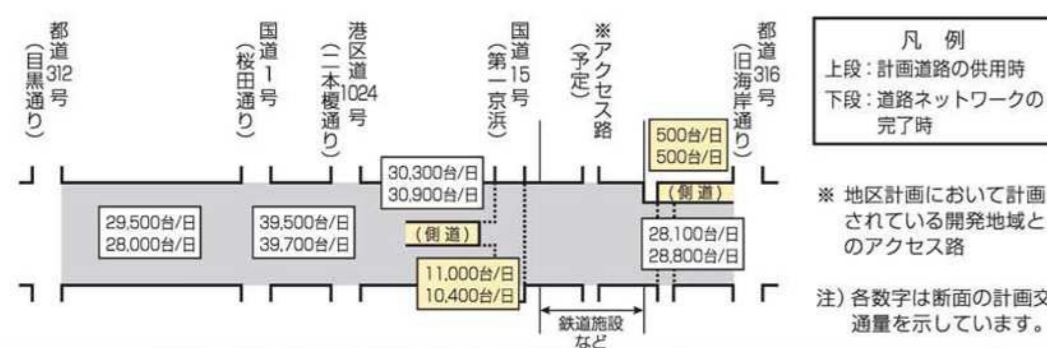 都道312号
(目黒通り)
国道1号
(桜田通り)
港区道1024号
(二本榎通り)
国道15号
(第一京浜)
※アクセス路
(予定)
都道316号
(旧海岸通り)
凡 例
上段:計画道路の供用時
下段:道路ネットワークの
完了時
500台/日
500台/日
(側道)
30,300台/日
30,900台/日
29,500台/日
28,000台/日
39,500台/日
39,700台/日
(側道)
28,100台/日
28,800台/日
11,000台/日
10,400台/日
鉄道施設
など
※ 地区計画において計画
されている開発地域と
のアクセス路
注)各数字は断面の計画交
通量を示しています。